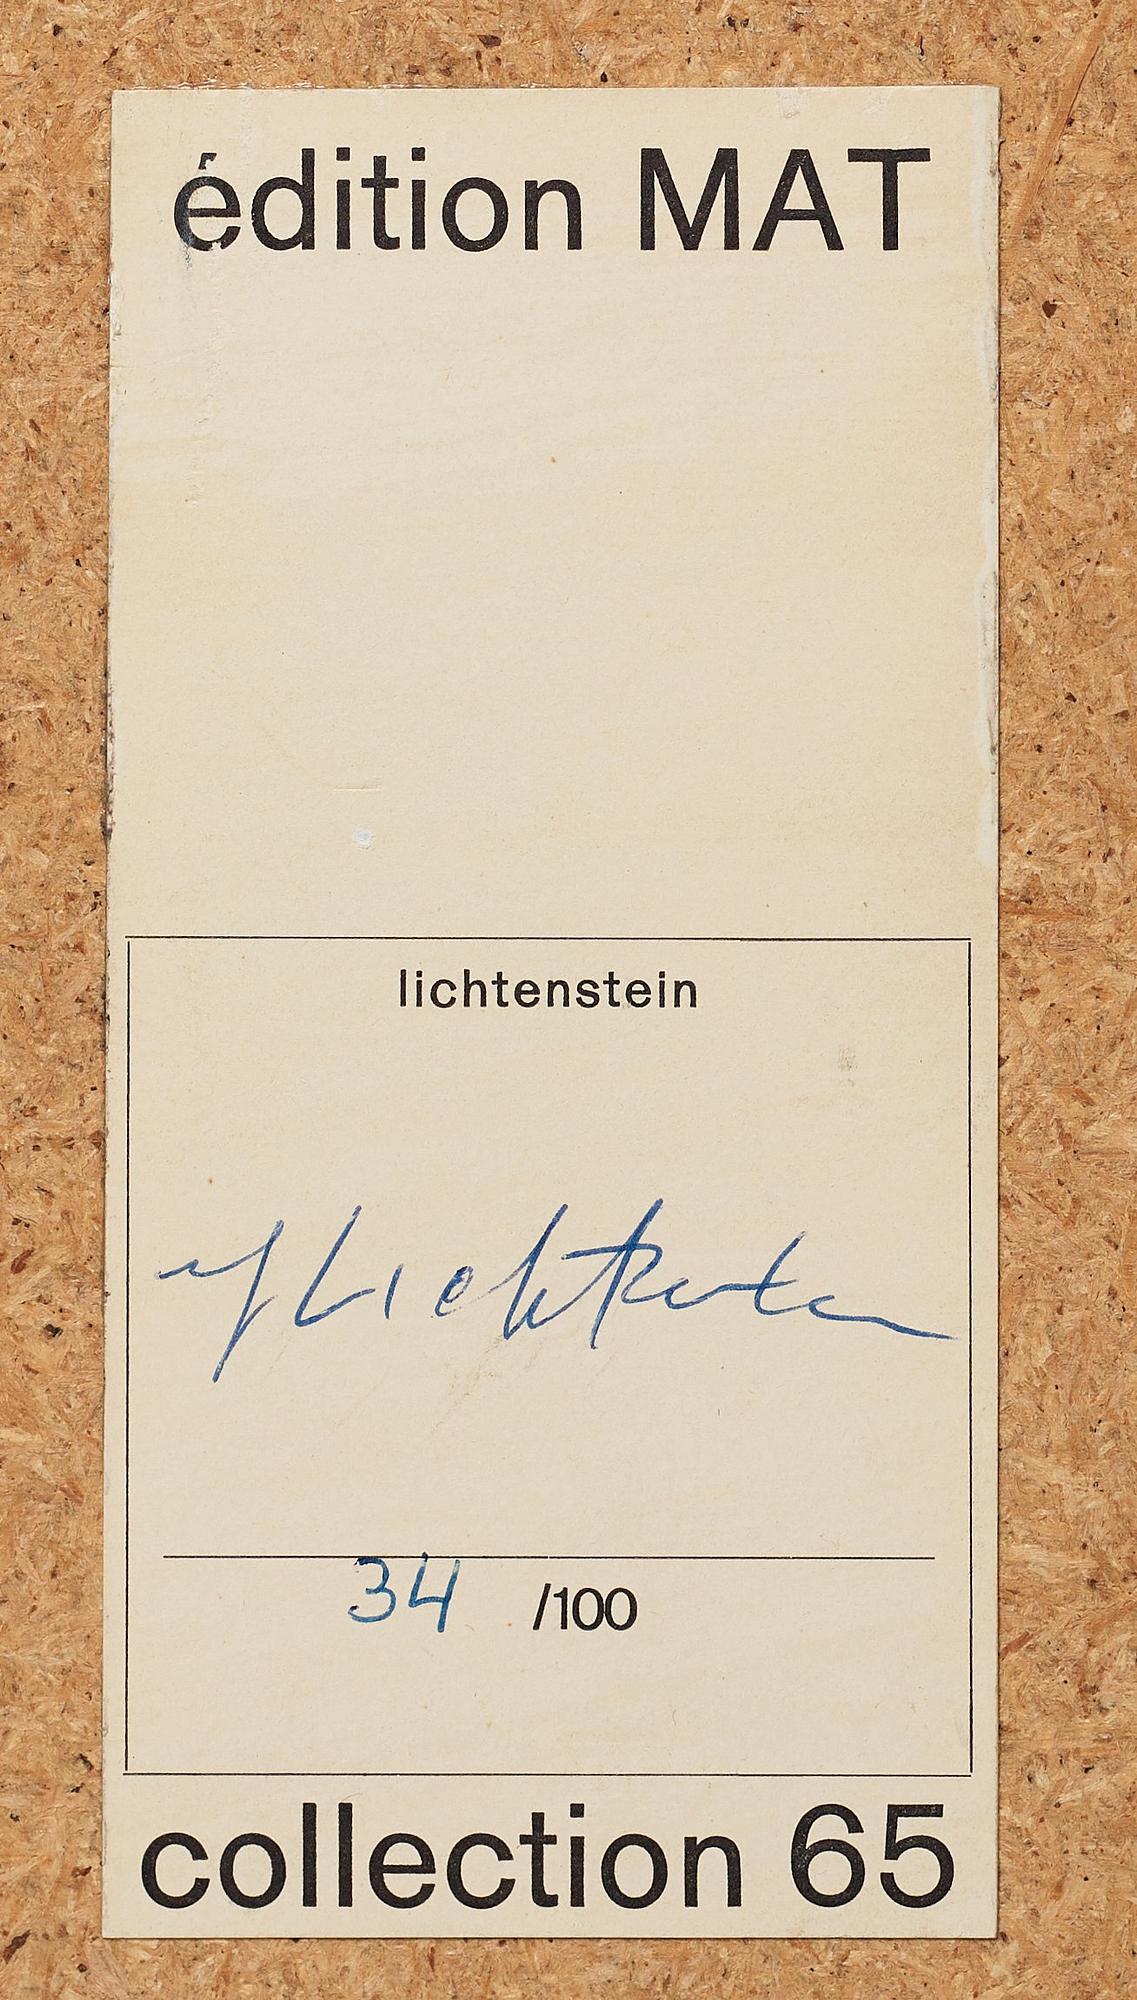 édition MAT
lichtenstein
34 /100
collection 65